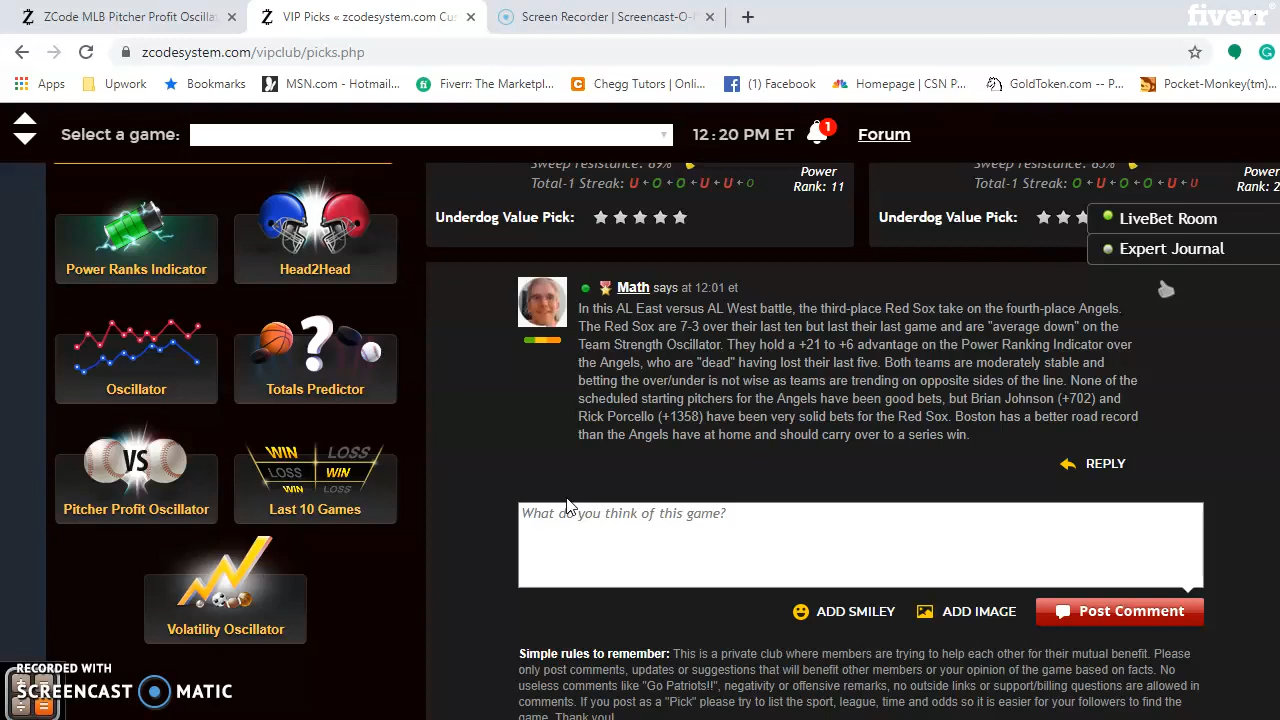 ZCode MLB Pitcher Profit Oscilla
VIP Picks « zcodesystem.com Cus
Screen Recorder | Screencast-O-
fiverr
zcodesystem.com/vipclub/picks.php
Apps Upwork Bookmarks MSN.com - Hotmail... Fiverr: The Marketpl... Chegg Tutors | Onli... (1) Facebook Homepage | CSN P... GoldToken.com -- P... Pocket-Monkey(tm)...
Select a game: 12:20 PM ET 1 Forum
Sweep resistance: 89%
Total-1 Streak: U ← O ← O ← U ← U ← O
Power
Rank: 11
Underdog Value Pick:
Sweep resistance: 85%
Total-1 Streak: O ← U ← O ← O ← U ← U
Power
Rank: 2
Underdog Value Pick:
LiveBet Room
Expert Journal
Power Ranks Indicator
Head2Head
Oscillator
Totals Predictor
VS
Pitcher Profit Oscillator
WIN LOSS
LOSS WIN
WIN LOSS
Last 10 Games
Volatility Oscillator
Math says at 12:01 et
In this AL East versus AL West battle, the third-place Red Sox take on the fourth-place Angels.
The Red Sox are 7-3 over their last ten but last their last game and are "average down" on the
Team Strength Oscillator. They hold a +21 to +6 advantage on the Power Ranking Indicator over
the Angels, who are "dead" having lost their last five. Both teams are moderately stable and
betting the over/under is not wise as teams are trending on opposite sides of the line. None of the
scheduled starting pitchers for the Angels have been good bets, but Brian Johnson (+702) and
Rick Porcello (+1358) have been very solid bets for the Red Sox. Boston has a better road record
than the Angels have at home and should carry over to a series win.
REPLY
What do you think of this game?
ADD SMILEY ADD IMAGE Post Comment
Simple rules to remember: This is a private club where members are trying to help each other for their mutual benefit. Please
only post comments, updates or suggestions that will benefit other members or your opinion of the game based on facts. No
useless comments like "Go Patriots!!", negativity or offensive remarks, no outside links or support/billing questions are allowed in
comments. If you post as a "Pick" please try to list the sport, league, time and odds so it is easier for your followers to find the
game. Thank you!
RECORDED WITH
SCREENCAST MATIC